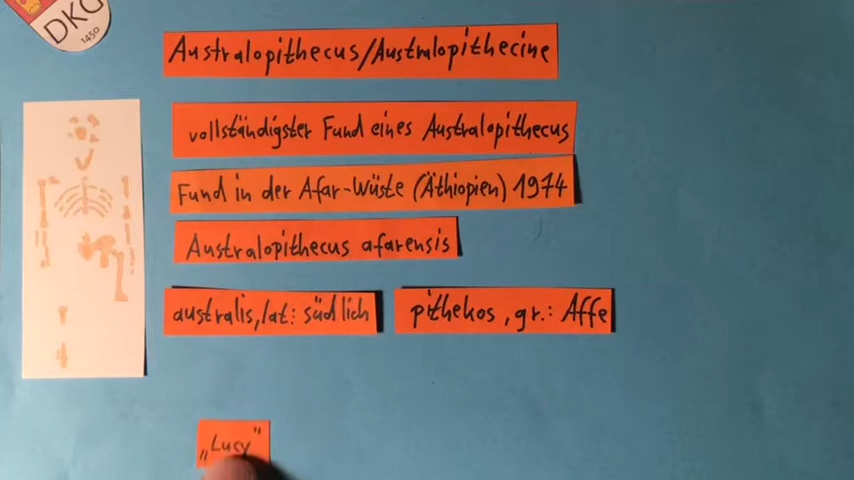 DKG
1450
Australopithecus/Australopithecine
vollständigster Fund eines Australopithecus
Fund in der Afar-Wüste (Äthiopien) 1974
Australopithecus afarensis
australis, lat: südlich
pithekos, gr.: Affe
„Lucy"